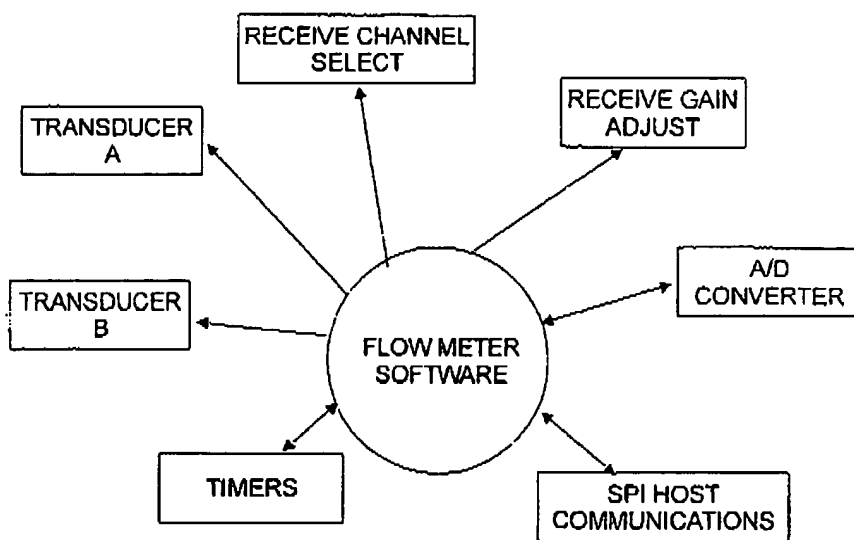 RECEIVE CHANNEL
SELECT
RECEIVE GAIN
ADJUST
TRANSDUCER
A
A/D
CONVERTER
TRANSDUCER
B
FLOW METER
SOFTWARE
TIMERS
SPI HOST
COMMUNICATIONS